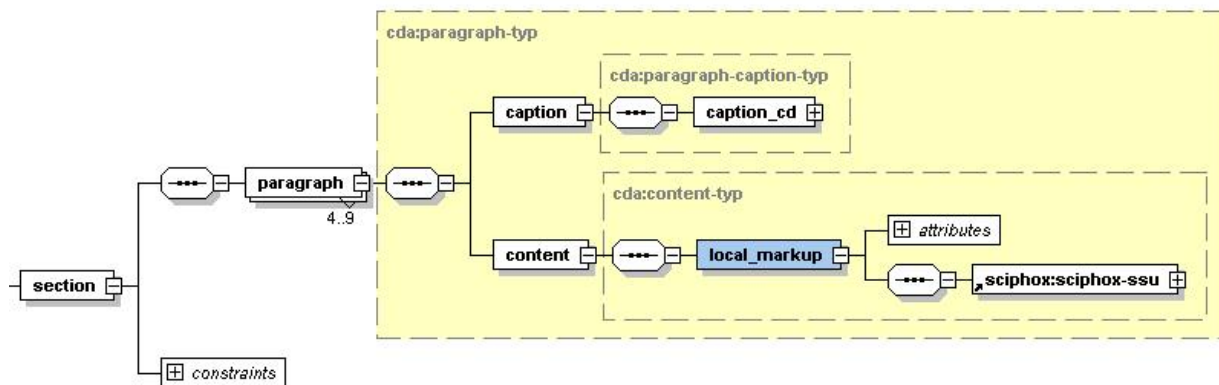 cda:paragraph-typ
cda:paragraph-caption-typ
caption
caption_cd
paragraph
4..9
cda:content-typ
attributes
content
local_markup
sciphox:sciphox-ssu
section
constraints